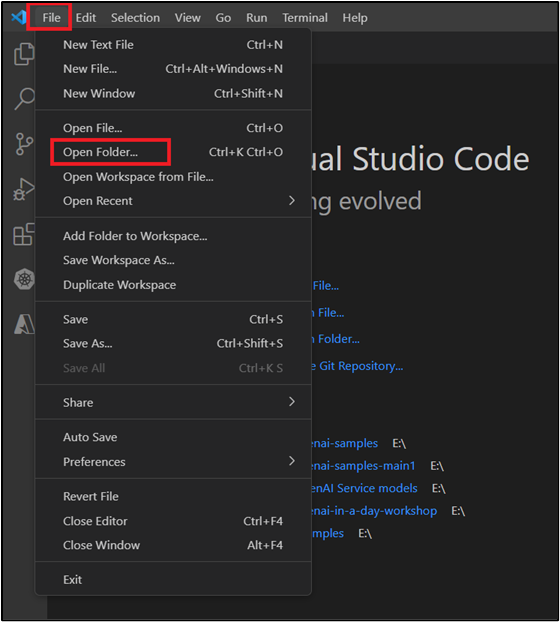 File Edit Selection View Go Run Terminal Help
New Text File Ctrl+N
New File... Ctrl+Alt+Windows+N
New Window Ctrl+Shift+N
Open File... Ctrl+O
Open Folder... Ctrl+K Ctrl+O
Open Workspace from File...
Open Recent
Add Folder to Workspace...
Save Workspace As...
Duplicate Workspace
Save Ctrl+S
Save As... Ctrl+Shift+S
Save All Ctrl+K S
Share
Auto Save
Preferences
Revert File
Close Editor Ctrl+F4
Close Window Alt+F4
Exit
ual Studio Code
ng evolved
File...
n File...
n Folder...
e Git Repository...
enai-samples E:\
enai-samples-main1 E:\
enAI Service models E:\
enai-in-a-day-workshop E:\
mples E:\